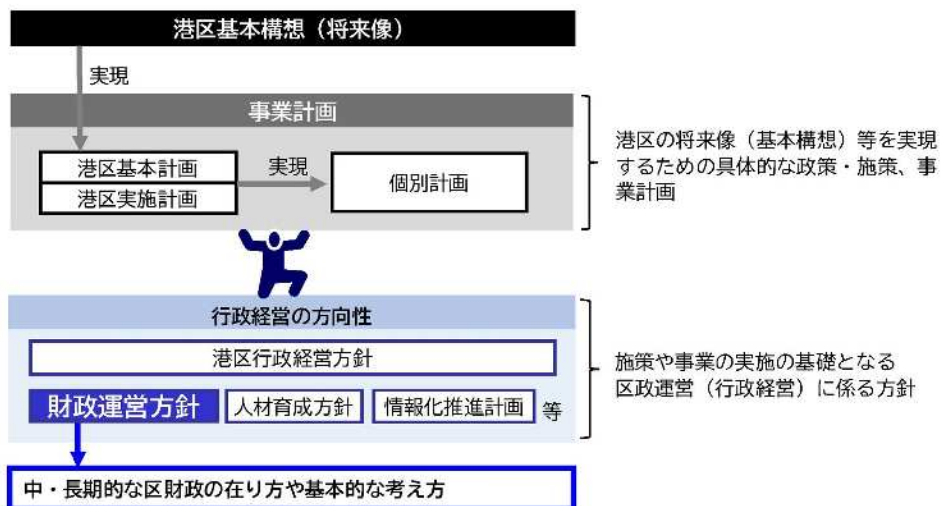 港区基本構想（将来像）
実現
事業計画
港区基本計画
港区実施計画
実現
個別計画
港区の将来像（基本構想）等を実現
するための具体的な政策・施策、事
業計画
行政経営の方向性
港区行政経営方針
財政運営方針
人材育成方針
情報化推進計画
等
施策や事業の実施の基礎となる
区政運営（行政経営）に係る方針
中・長期的な区財政の在り方や基本的な考え方